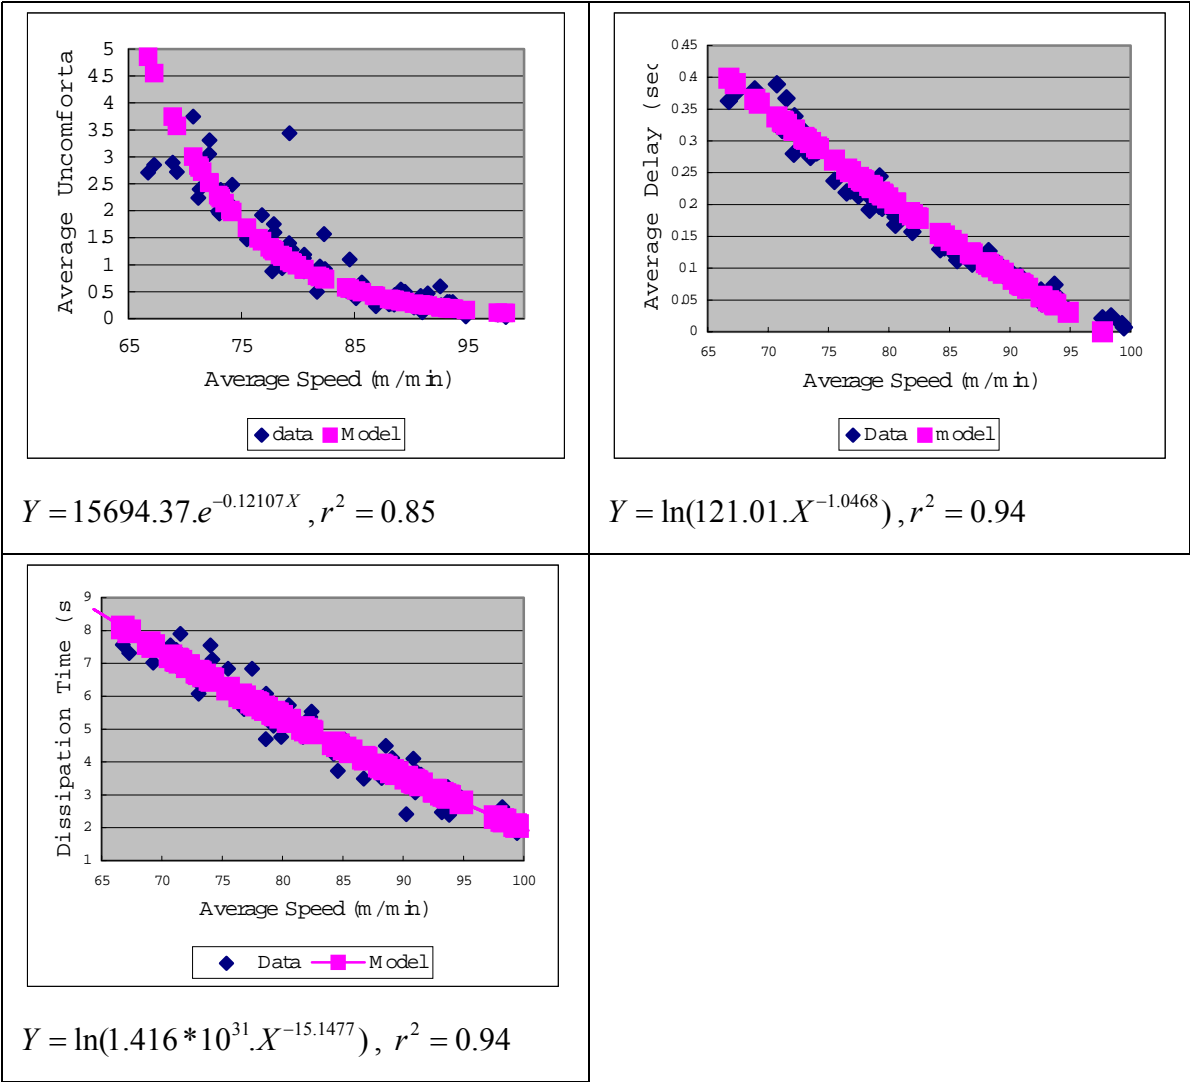 Average Uncomforta
5
4.5
4
3.5
3
2.5
2
1.5
1
0.5
0
65 75 85 95
Average Speed (m/min)
data Model
Y = 15694.37.e^{-0.12107X}, r^2 = 0.85
Average Delay (sec
0.45
0.4
0.35
0.3
0.25
0.2
0.15
0.1
0.05
0
65 70 75 80 85 90 95 100
Average Speed (m/min)
Data model
Y = ln(121.01.X^{-1.0468}), r^2 = 0.94
Dissipation Time (s
9
8
7
6
5
4
3
2
1
65 70 75 80 85 90 95 100
Average Speed (m/min)
Data Model
Y = ln(1.416*10^{31}.X^{-15.1477}), r^2 = 0.94